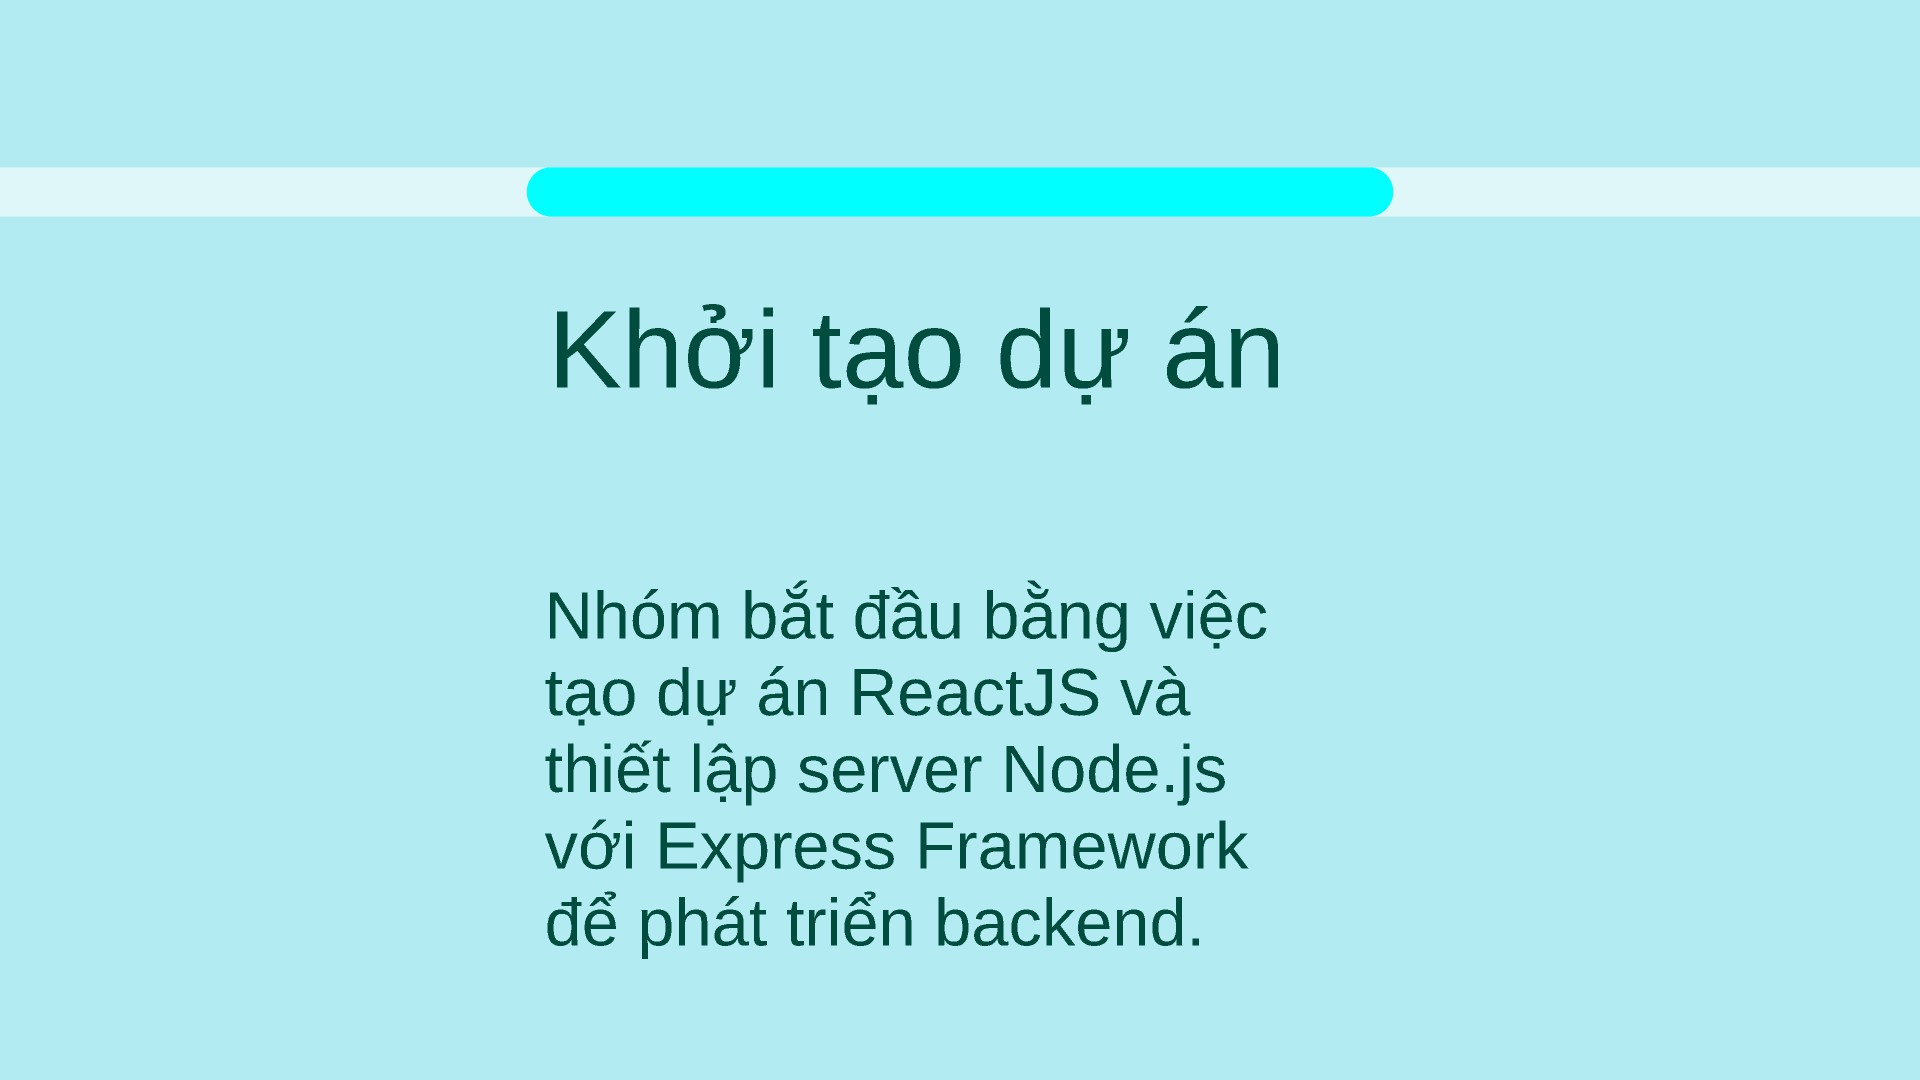 Khởi tạo dự án
Nhóm bắt đầu bằng việc
tạo dự án ReactJS và
thiết lập server Node.js
với Express Framework
để phát triển backend.